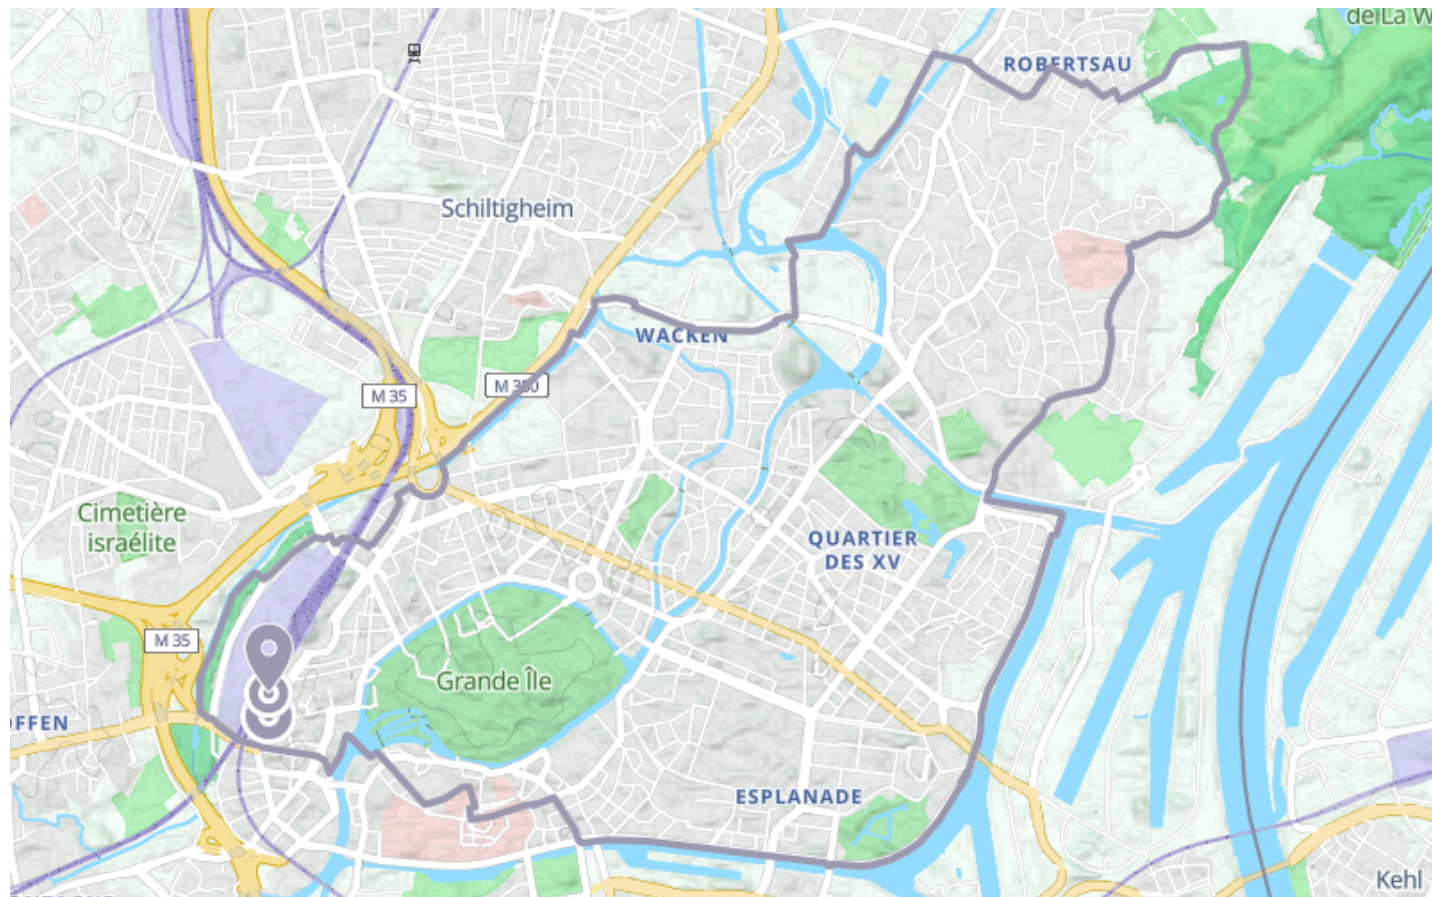 de La W
ROBERTSAU
Schiltigheim
WACKEN
M 35
M 350
Cimetière
israélite
QUARTIER
DES XV
M 35
Grande Île
FFEN
ESPLANADE
Kehl